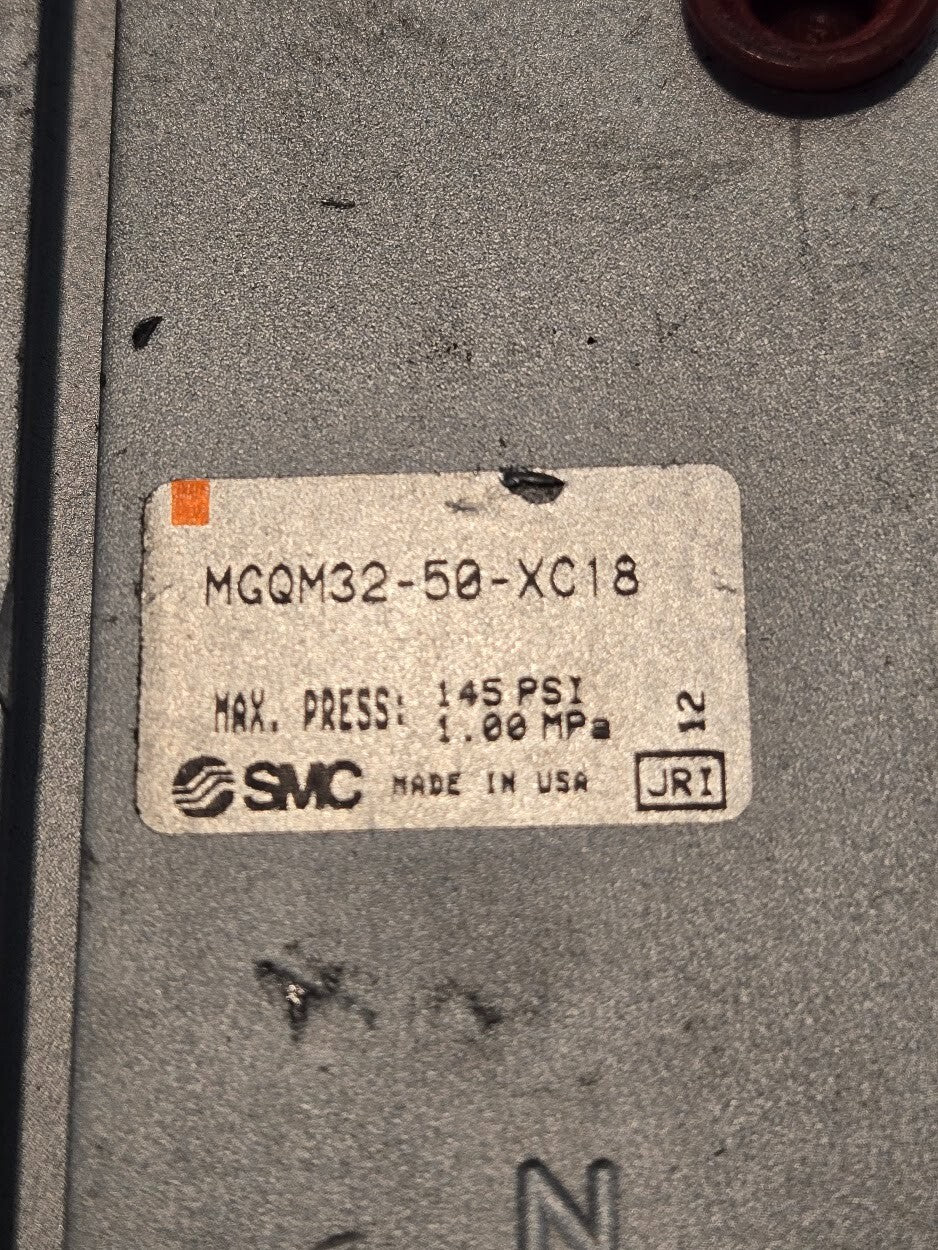 MGQM32-50-XC18
MAX. PRESS: 145 PSI
1.00 MPa
12
SMC MADE IN USA JRI
N